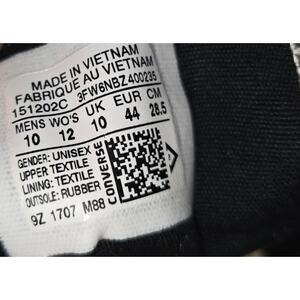 MADE IN VIETNAM
FABRIQUE AU VIETNAM
151202C 3FW6NBZ400235
MENS WO'S UK EUR CM
10 12 10 44 28.5
GENDER: UNISEX
UPPER: TEXTILE
LINING: TEXTILE
OUTSOLE: RUBBER
CONVERSE
9Z 1707 M88